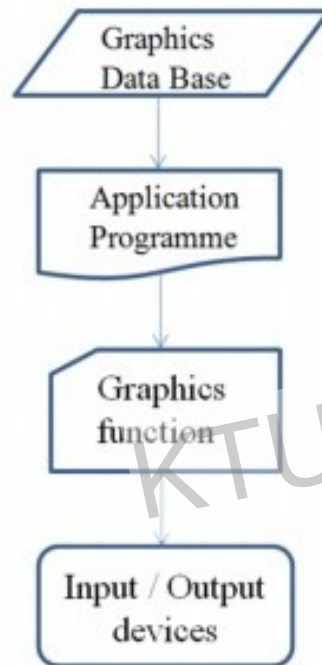 Graphics
Data Base
Application
Programme
Graphics
function
KTU
Input / Output
devices